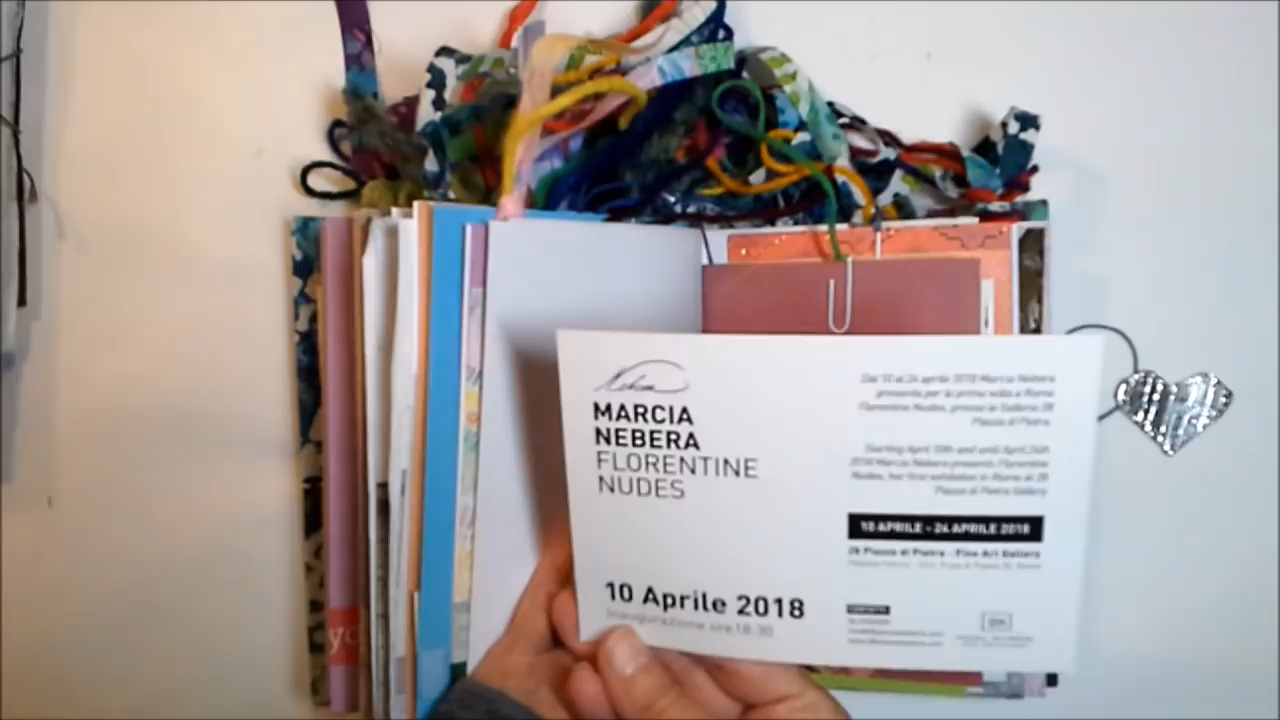 MARCIA
NEBERA
FLORENTINE
NUDES
10 Aprile 2018
Inaugurazione ore 18:30
Dal 10 al 24 aprile 2018 Marcia Nebera
presenta per la prima volta a Roma
Florentine Nudes, presso la Galleria 28
Piazza di Pietra
Starting April 10th and until April 24th
2018 Marcia Nebera presents Florentine
Nudes, her first exhibition in Rome at 28
Piazza di Pietra Gallery
10 APRILE - 24 APRILE 2018
28 Piazza di Pietra - Fine Art Gallery
yo